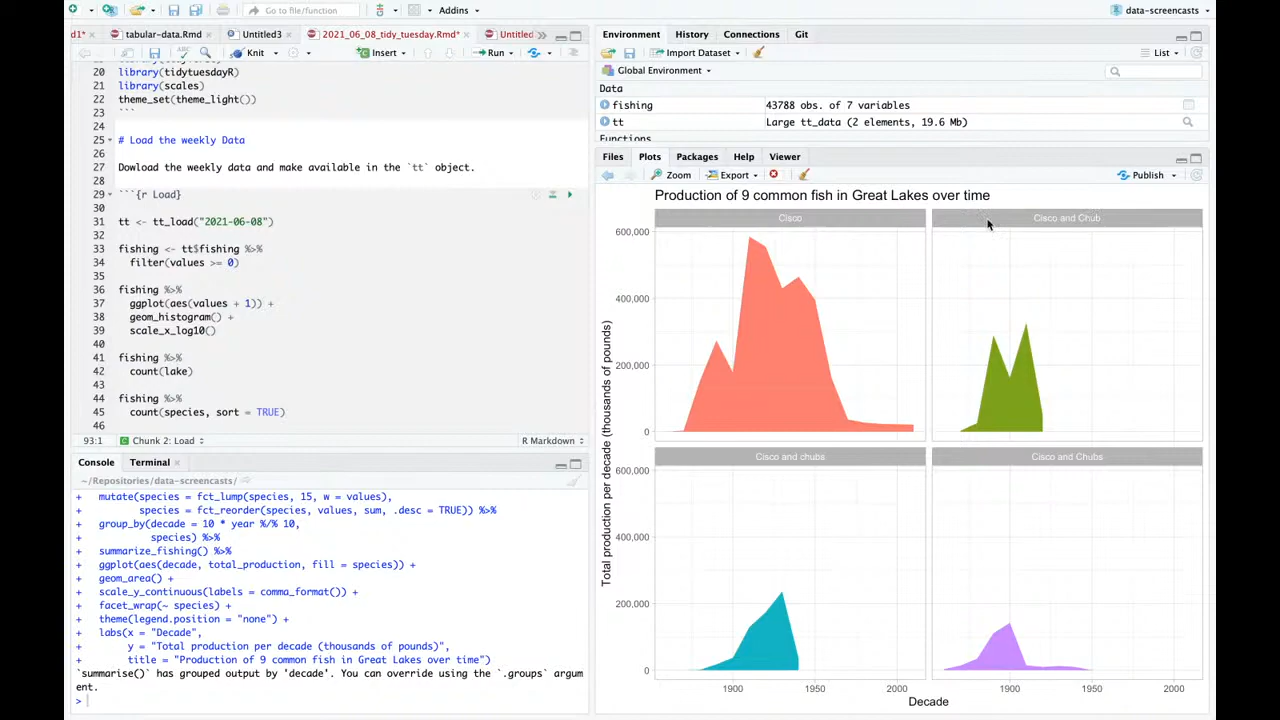 Go to file/function
Addins
data-screencasts
d1*
tabular-data.Rmd
Untitled3
2021_06_08_tidy_tuesday.Rmd*
Untitled
Knit
Insert
Run
20 library(tidytuesdayR)
21 library(scales)
22 theme_set(theme_light())
23 ```
24
25 # Load the weekly Data
26
27 Dowload the weekly data and make available in the `tt` object.
28
29 ```{r Load}
30
31 tt <- tt_load("2021-06-08")
32
33 fishing <- tt$fishing %>%
34 filter(values >= 0)
35
36 fishing %>%
37 ggplot(aes(values + 1)) +
38 geom_histogram() +
39 scale_x_log10()
40
41 fishing %>%
42 count(lake)
43
44 fishing %>%
45 count(species, sort = TRUE)
46
93:1 Chunk 2: Load R Markdown
Console Terminal
~/Repositories/data-screencasts/
+ mutate(species = fct_lump(species, 15, w = values),
+ species = fct_reorder(species, values, sum, .desc = TRUE)) %>%
+ group_by(decade = 10 * year %/% 10,
+ species) %>%
+ summarize_fishing() %>%
+ ggplot(aes(decade, total_production, fill = species)) +
+ geom_area() +
+ scale_y_continuous(labels = comma_format()) +
+ facet_wrap(~ species) +
+ theme(legend.position = "none") +
+ labs(x = "Decade",
+ y = "Total production per decade (thousands of pounds)",
+ title = "Production of 9 common fish in Great Lakes over time")
`summarise()` has grouped output by 'decade'. You can override using the `.groups` argum
ent.
>
Environment History Connections Git
Import Dataset
List
Global Environment
Data
fishing 43788 obs. of 7 variables
tt Large tt_data (2 elements, 19.6 Mb)
Functions
Files Plots Packages Help Viewer
Zoom Export Publish
Production of 9 common fish in Great Lakes over time
Cisco
Cisco and Chub
600,000
400,000
200,000
0
Cisco and chubs
Cisco and Chubs
600,000
400,000
200,000
0
Total production per decade (thousands of pounds)
1900 1950 2000
1900 1950 2000
Decade